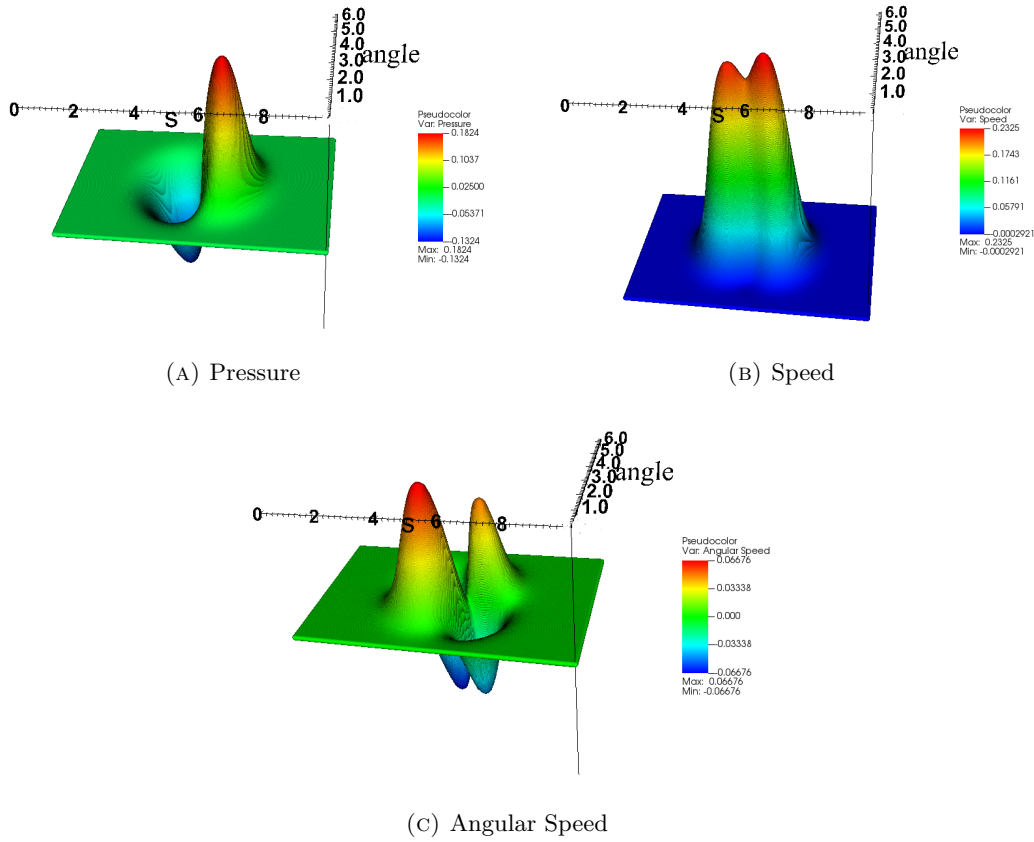 6.0
5.0
4.0
3.0
2.0
1.0
angle
0 2 4 S 6 8
Pseudocolor
Var: Pressure
0.1824
0.1037
0.02500
-0.05371
-0.1324
Max: 0.1824
Min: -0.1324
(A) Pressure
6.0
5.0
4.0
3.0
2.0
1.0
angle
0 2 4 S 6 8
Pseudocolor
Var: Speed
0.2325
0.1743
0.1161
0.05791
-0.0002921
Max: 0.2325
Min: -0.0002921
(B) Speed
6.0
5.0
4.0
3.0
2.0
1.0
angle
0 2 4 S 6 8
Pseudocolor
Var: Angular Speed
0.06676
0.03338
0.000
-0.03338
-0.06676
Max: 0.06676
Min: -0.06676
(C) Angular Speed